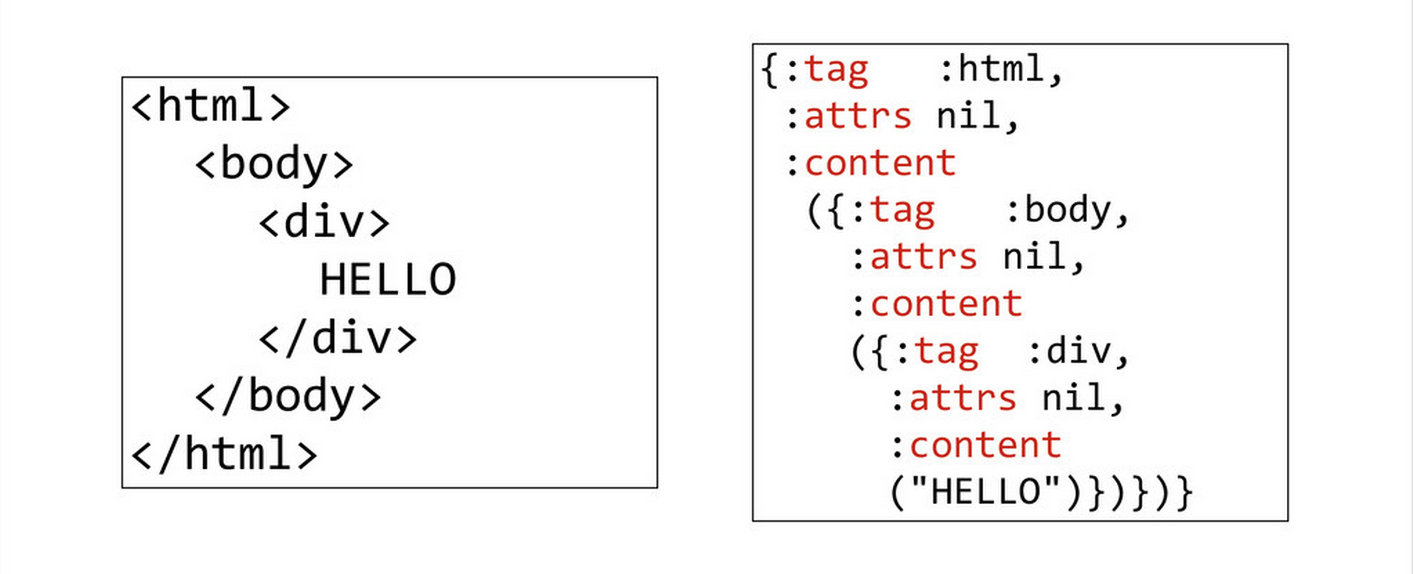 <html>
<body>
<div>
HELLO
</div>
</body>
</html>
{:tag   :html,
:attrs nil,
:content
({:tag   :body,
:attrs nil,
:content
({:tag  :div,
:attrs nil,
:content
("HELLO")})})}